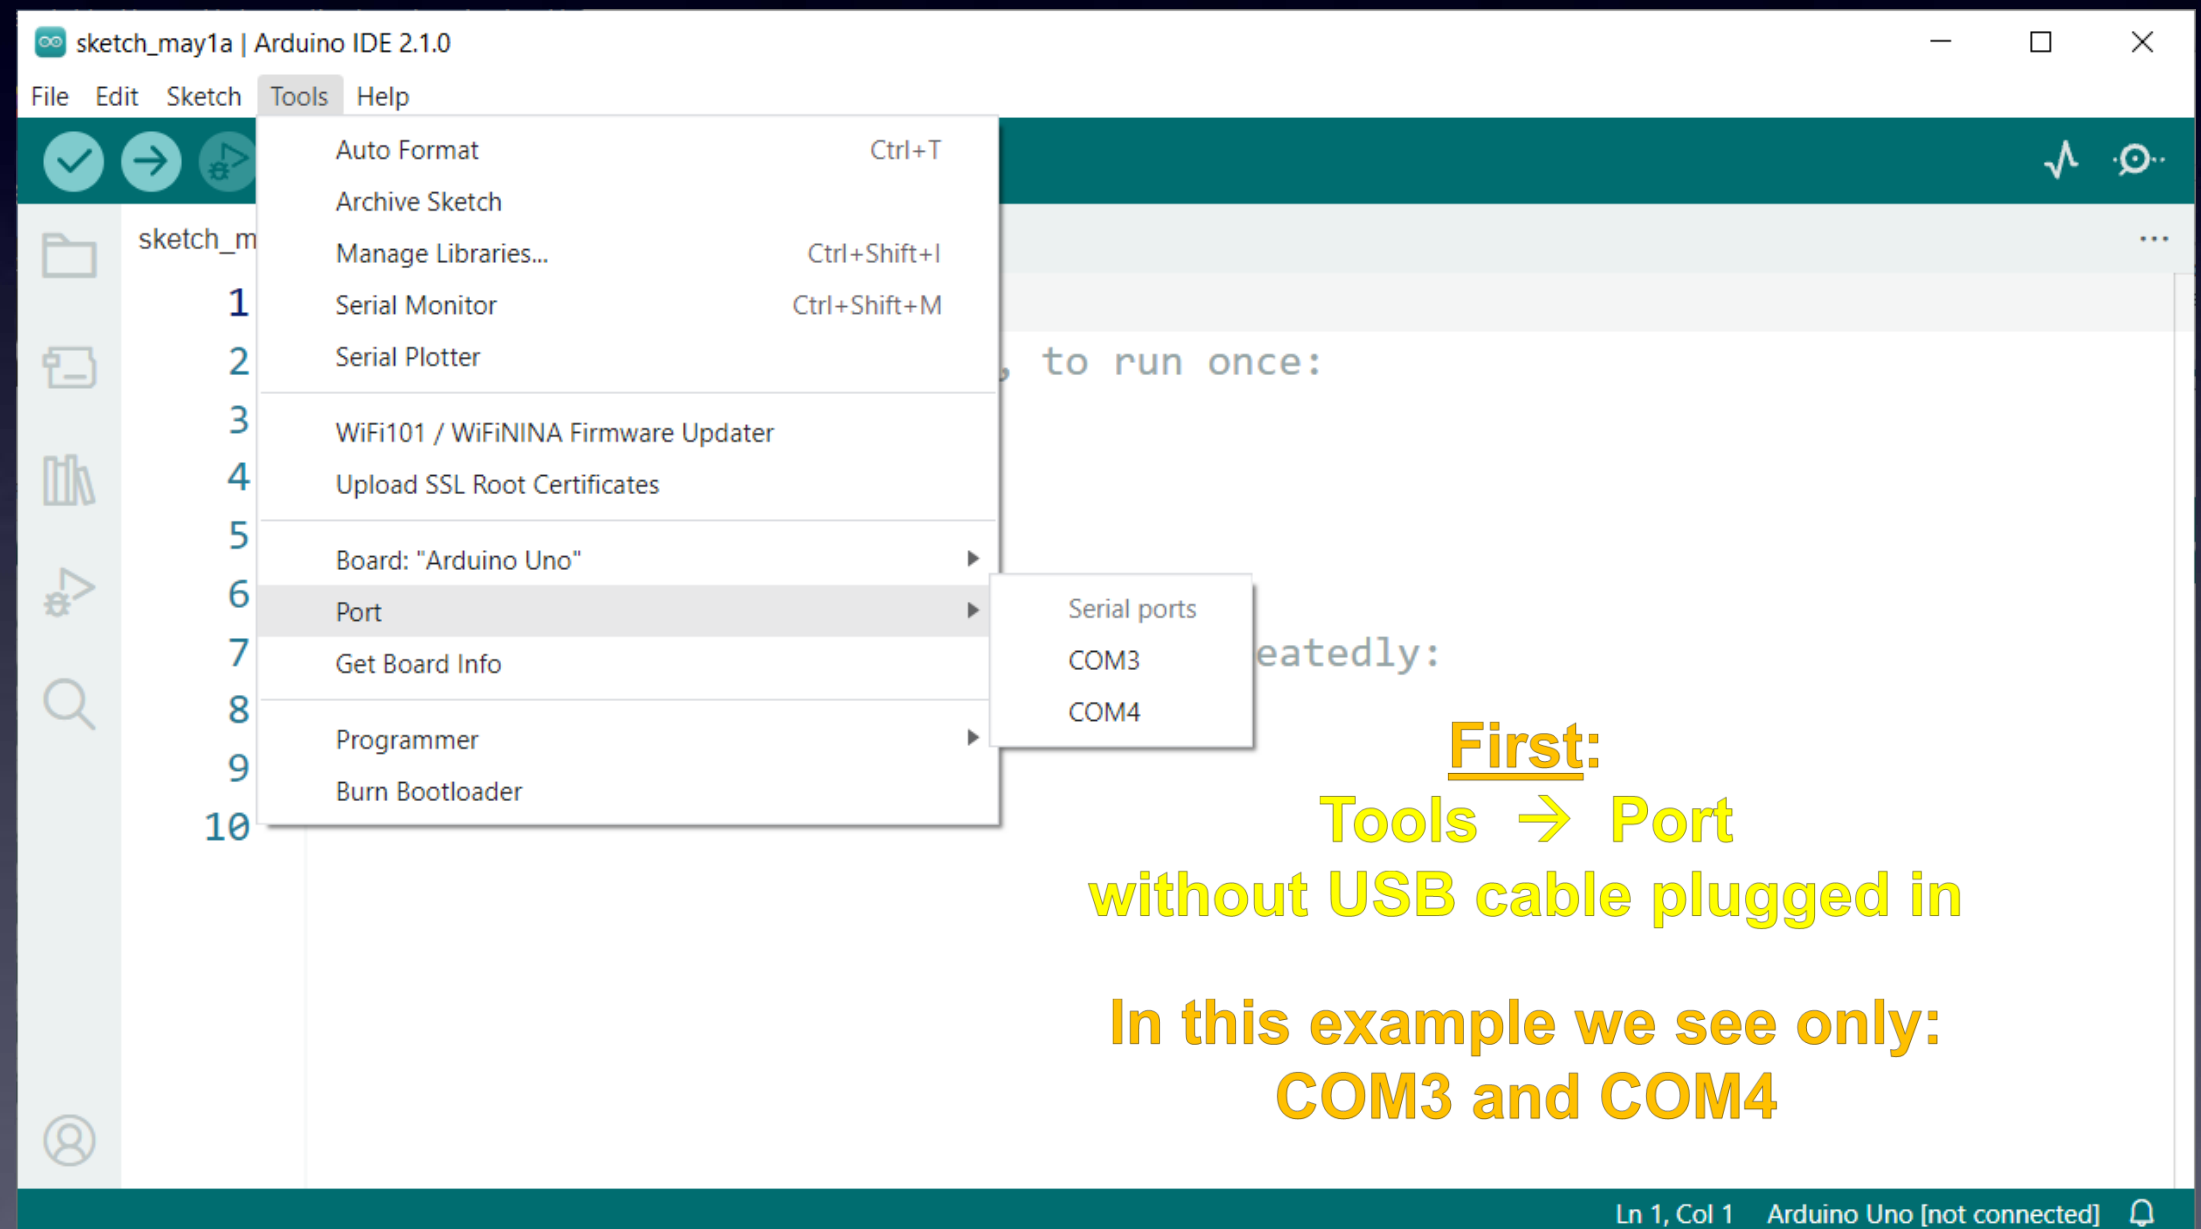 sketch_may1a | Arduino IDE 2.1.0
File Edit Sketch Tools Help
Auto Format Ctrl+T
Archive Sketch
sketch_m
Manage Libraries... Ctrl+Shift+I
1
Serial Monitor Ctrl+Shift+M
2
Serial Plotter
, to run once:
3
WiFi101 / WiFiNINA Firmware Updater
4
Upload SSL Root Certificates
5
Board: "Arduino Uno"
6
Port
Serial ports
7
Get Board Info
COM3
eatedly:
8
COM4
Programmer
9
Burn Bootloader
10
First:
Tools → Port
without USB cable plugged in
In this example we see only:
COM3 and COM4
Ln 1, Col 1 Arduino Uno [not connected]